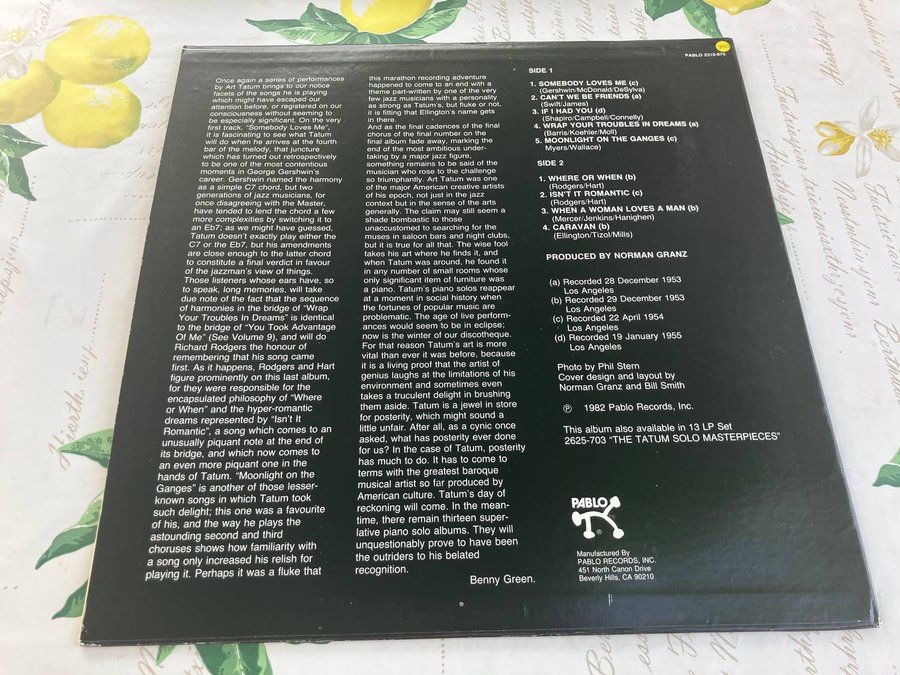 Once again a series of performances
by Art Tatum brings to our notice
facets of the songs he is playing
which might have escaped our
attention before, or registered on our
consciousness without seeming to
be especially significant. On the very
first track, "Somebody Loves Me",
it is fascinating to see what Tatum
will do when he arrives at the fourth
bar of the melody, that juncture
which has turned out retrospectively
to be one of the most contentious
moments in George Gershwin's
career. Gershwin named the harmony
as a simple C7 chord, but two
generations of jazz musicians, for
once disagreeing with the Master,
have tended to lend the chord a few
more complexities by switching it to
an Eb7; as we might have guessed,
Tatum doesn't exactly play either the
C7 or the Eb7, but his amendments
are close enough to the latter chord
to constitute a final verdict in favour
of the jazzman's view of things.
Those listeners whose ears have, so
to speak, long memories, will take
due note of the fact that the sequence
of harmonies in the bridge of "Wrap
Your Troubles In Dreams" is identical
to the bridge of "You Took Advantage
Of Me" (See Volume 9), and will do
Richard Rodgers the honour of
remembering that his song came
first. As it happens, Rodgers and Hart
figure prominently on this last album,
for they were responsible for the
encapsulated philosophy of "Where
or When" and the hyper-romantic
dreams represented by "Isn't It
Romantic", a song which comes to an
unusually piquant note at the end of
its bridge, and which now comes to
an even more piquant one in the
hands of Tatum. "Moonlight on the
Ganges" is another of those lesser-
known songs in which Tatum took
such delight; this one was a favourite
of his, and the way he plays the
astounding second and third
choruses shows how familiarity with
a song only increased his relish for
playing it. Perhaps it was a fluke that
this marathon recording adventure
happened to come to an end with a
theme part-written by one of the very
few jazz musicians with a personality
as strong as Tatum's, but fluke or not,
it is fitting that Ellington's name gets
in there.
And as the final cadences of the final
chorus of the final number on the
final album fade away, marking the
end of the most ambitious under-
taking by a major jazz figure,
something remains to be said of the
musician who rose to the challenge
so triumphantly. Art Tatum was one
of the major American creative artists
of his epoch, not just in the jazz
context but in the sense of the arts
generally. The claim may still seem a
shade bombastic to those
unaccustomed to searching for the
muses in saloon bars and night clubs,
but it is true for all that. The wise fool
takes his art where he finds it, and
when Tatum was around, he found it
in any number of small rooms whose
only significant item of furniture was
a piano. Tatum's piano solos reappear
at a moment in social history when
the fortunes of popular music are
problematic. The age of live perform-
ances would seem to be in eclipse;
now is the winter of our discotheque.
For that reason Tatum's art is more
vital than ever it was before, because
it is a living proof that the artist of
genius laughs at the limitations of his
environment and sometimes even
takes a truculent delight in brushing
them aside. Tatum is a jewel in store
for posterity, which might sound a
little unfair. After all, as a cynic once
asked, what has posterity ever done
for us? In the case of Tatum, posterity
has much to do. It has to come to
terms with the greatest baroque
musical artist so far produced by
American culture. Tatum's day of
reckoning will come. In the mean-
time, there remain thirteen super-
lative piano solo albums. They will
unquestionably prove to have been
the outriders to his belated
recognition.
Benny Green.
PABLO 2310-875
SIDE 1
1. SOMEBODY LOVES ME (c)
(Gershwin/McDonald/DeSylva)
2. CAN'T WE BE FRIENDS (a)
(Swift/James)
3. IF I HAD YOU (d)
(Shapiro/Campbell/Connelly)
4. WRAP YOUR TROUBLES IN DREAMS (a)
(Barris/Koehler/Moll)
5. MOONLIGHT ON THE GANGES (c)
Myers/Wallace)
SIDE 2
1. WHERE OR WHEN (b)
(Rodgers/Hart)
2. ISN'T IT ROMANTIC (c)
(Rodgers/Hart)
3. WHEN A WOMAN LOVES A MAN (b)
(Mercer/Jenkins/Hanighen)
4. CARAVAN (b)
(Ellington/Tizol/Mills)
PRODUCED BY NORMAN GRANZ
(a) Recorded 28 December 1953
Los Angeles
(b) Recorded 29 December 1953
Los Angeles
(c) Recorded 22 April 1954
Los Angeles
(d) Recorded 19 January 1955
Los Angeles
Photo by Phil Stern
Cover design and layout by
Norman Granz and Bill Smith
℗ 1982 Pablo Records, Inc.
This album also available in 13 LP Set
2625-703 "THE TATUM SOLO MASTERPIECES"
PABLO
®
Manufactured By
PABLO RECORDS, INC.
451 North Canon Drive
Beverly Hills, CA 90210